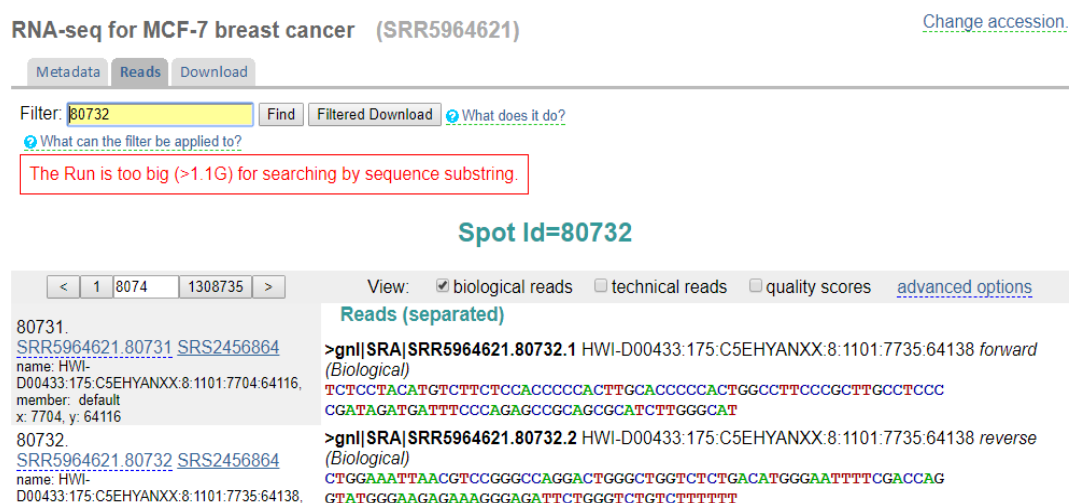 RNA-seq for MCF-7 breast cancer (SRR5964621)
Change accession.
Metadata Reads Download
Filter: 80732 Find Filtered Download ? What does it do?
? What can the filter be applied to?
The Run is too big (>1.1G) for searching by sequence substring.
Spot Id=80732
< 1 8074 1308735 > View: biological reads technical reads quality scores advanced options
80731.
SRR5964621.80731 SRS2456864
name: HWI-
D00433:175:C5EHYANXX:8:1101:7704:64116,
member: default
x: 7704, y: 64116
80732.
SRR5964621.80732 SRS2456864
name: HWI-
D00433:175:C5EHYANXX:8:1101:7735:64138,
Reads (separated)
>gnl|SRA|SRR5964621.80732.1 HWI-D00433:175:C5EHYANXX:8:1101:7735:64138 forward
(Biological)
TCTCCTACATGTCTTCTCCACCCCCACTTGCACCCCCACTGGCCTTCCCGCTTGCCTCCC
CGATAGATGATTTCCCAGAGCCGCAGCGCATCTTGGGCAT
>gnl|SRA|SRR5964621.80732.2 HWI-D00433:175:C5EHYANXX:8:1101:7735:64138 reverse
(Biological)
CTGGAAATTAACGTCCGGGCCAGGACTGGGCTGGTCTCTGACATGGGAATTTTCGACCAG
GTATGGGAAGAGAAAGGGAGATTCTGGGTCTGTCTTTTTT